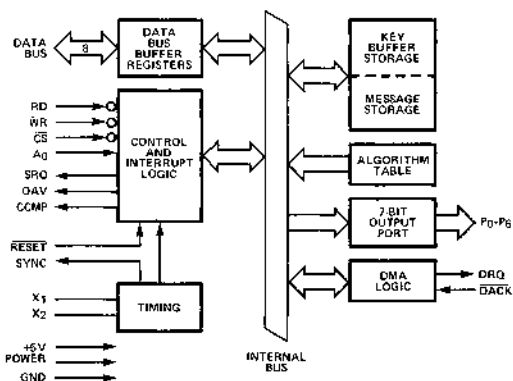 DATA
BUS
8
DATA
BUS
BUFFER
REGISTERS
KEY
BUFFER
STORAGE
MESSAGE
STORAGE
RD
WR
CS
A0
SRQ
OAV
CCMP
CONTROL
AND
INTERRUPT
LOGIC
ALGORITHM
TABLE
7-BIT
OUTPUT
PORT
P0-P6
RESET
SYNC
DMA
LOGIC
DRQ
DACK
X1
X2
TIMING
+5V
POWER
GND
INTERNAL
BUS